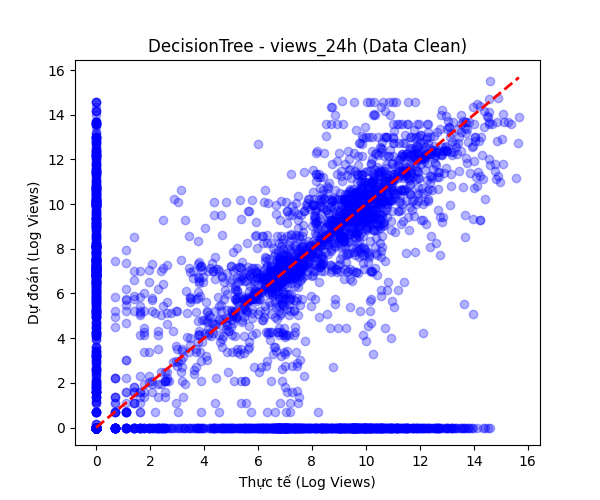 DecisionTree - views_24h (Data Clean)
16
14
12
10
8
6
4
2
0
Dự đoán (Log Views)
0 2 4 6 8 10 12 14 16
Thực tế (Log Views)